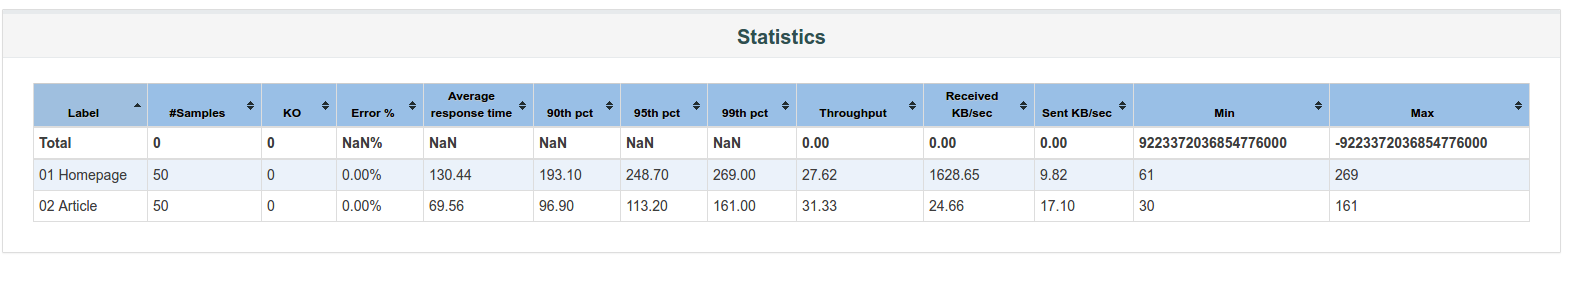 Statistics
Label #Samples KO Error % Average response time 90th pct 95th pct 99th pct Throughput Received KB/sec Sent KB/sec Min Max
Total 0 0 NaN% NaN NaN NaN NaN 0.00 0.00 0.00 9223372036854776000 -9223372036854776000
01 Homepage 50 0 0.00% 130.44 193.10 248.70 269.00 27.62 1628.65 9.82 61 269
02 Article 50 0 0.00% 69.56 96.90 113.20 161.00 31.33 24.66 17.10 30 161